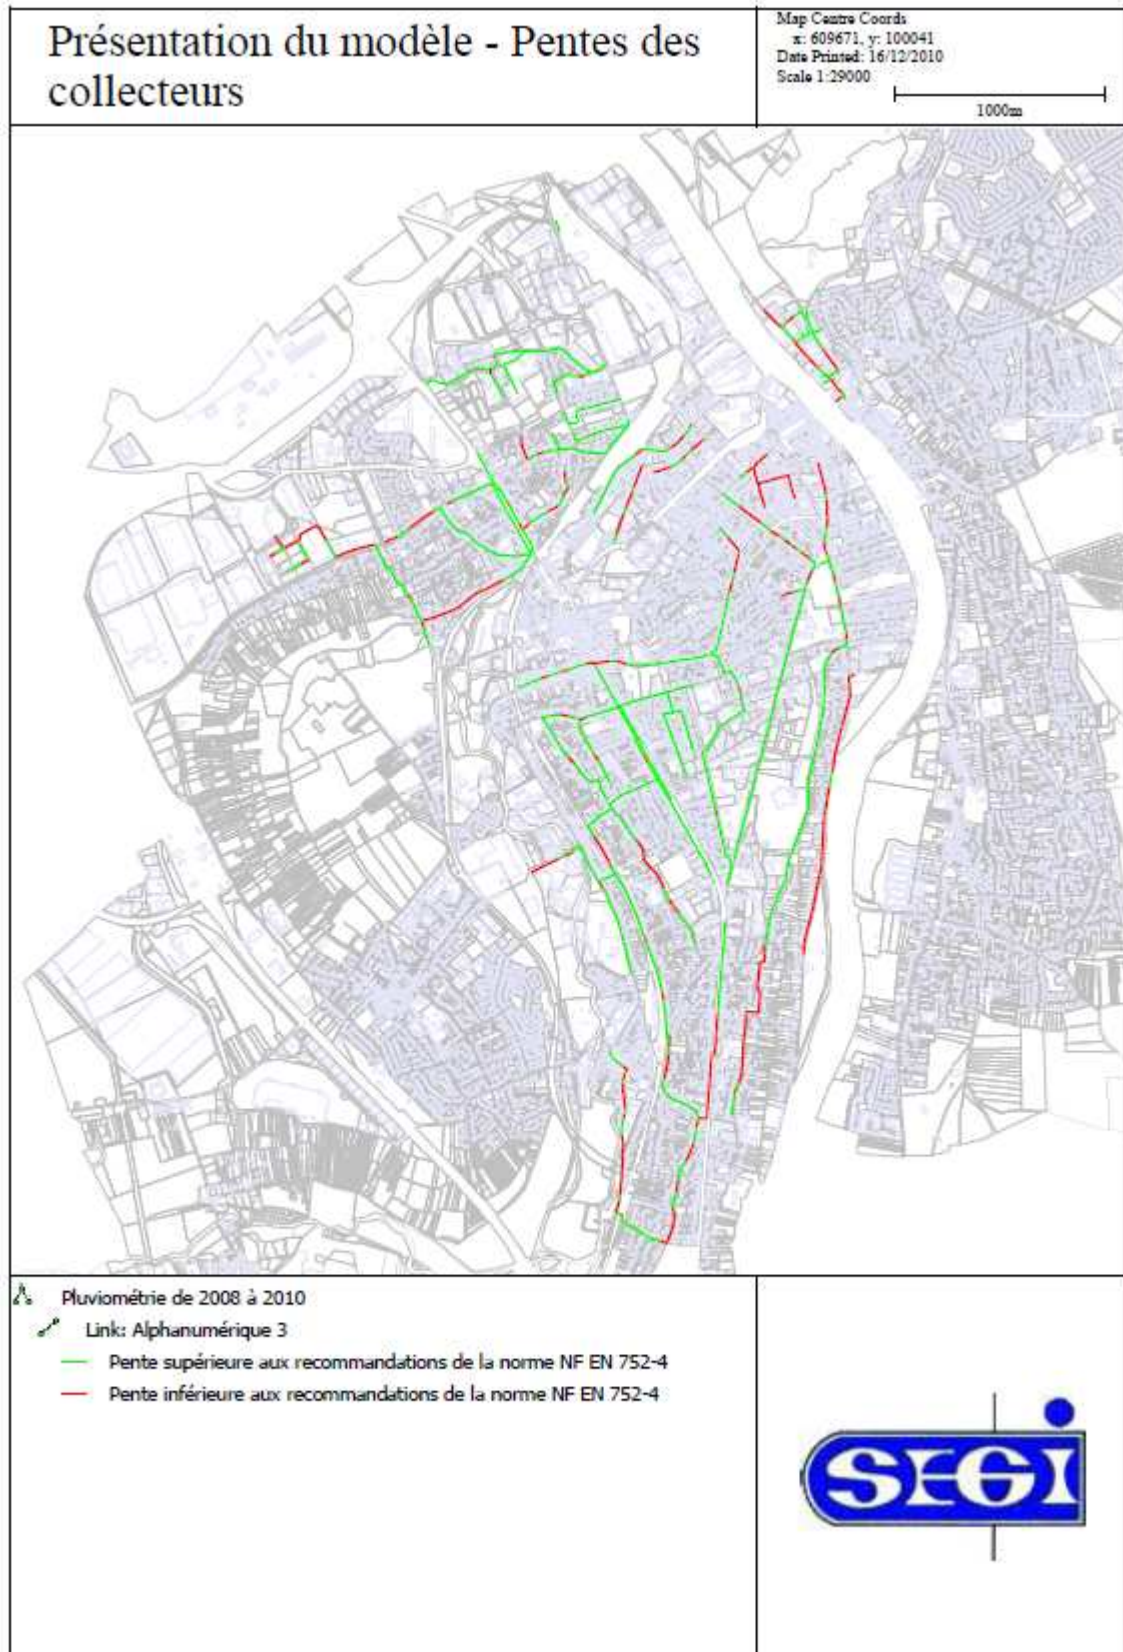 Présentation du modèle - Pentes des
collecteurs
Map Centre Coords
x: 609671, y: 100041
Date Printed: 16/12/2010
Scale 1:29000
1000m
Pluviométrie de 2008 à 2010
Link: Alphanumérique 3
Pente supérieure aux recommandations de la norme NF EN 752-4
Pente inférieure aux recommandations de la norme NF EN 752-4
SEGI